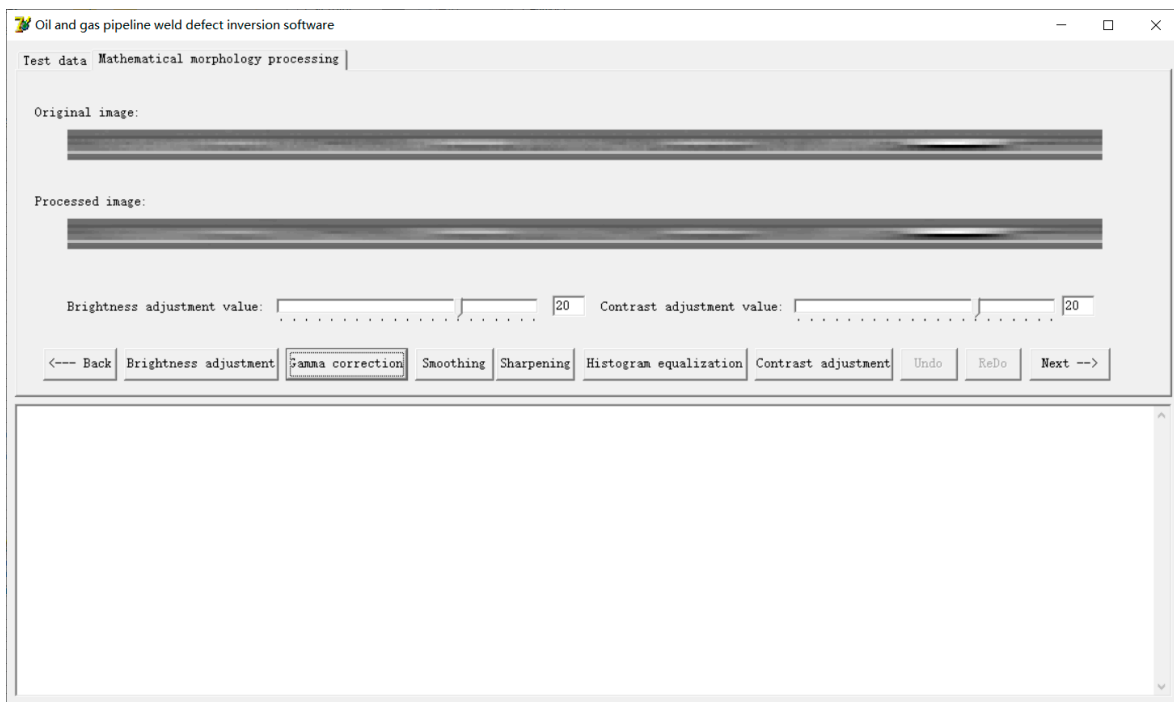 Oil and gas pipeline weld defect inversion software
Test data Mathematical morphology processing
Original image:
Processed image:
Brightness adjustment value: 20 Contrast adjustment value: 20
<--- Back Brightness adjustment Gamma correction Smoothing Sharpening Histogram equalization Contrast adjustment Undo ReDo Next -->